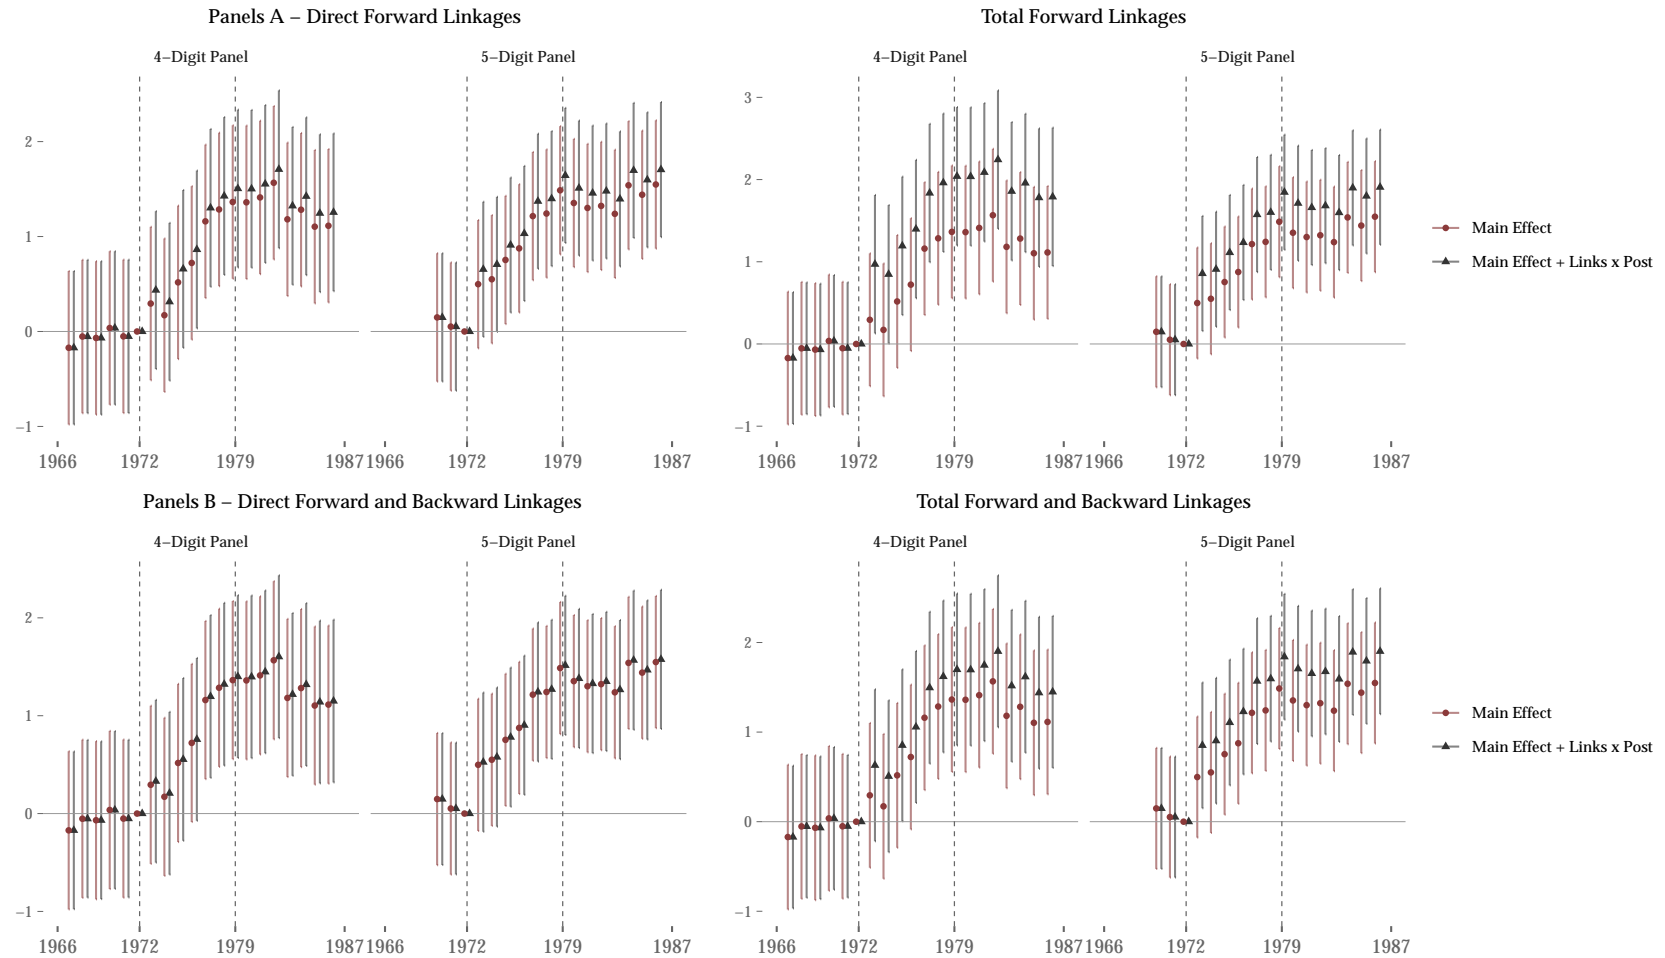 Panels A – Direct Forward Linkages
Total Forward Linkages
4–Digit Panel
5–Digit Panel
4–Digit Panel
5–Digit Panel
2
1
0
−1
3
2
1
0
−1
Main Effect
Main Effect + Links x Post
1966 1972 1979 1987 1966 1972 1979 1987
1966 1972 1979 1987 1966 1972 1979 1987
Panels B – Direct Forward and Backward Linkages
Total Forward and Backward Linkages
4–Digit Panel
5–Digit Panel
4–Digit Panel
5–Digit Panel
2
1
0
−1
2
1
0
−1
Main Effect
Main Effect + Links x Post
1966 1972 1979 1987 1966 1972 1979 1987
1966 1972 1979 1987 1966 1972 1979 1987